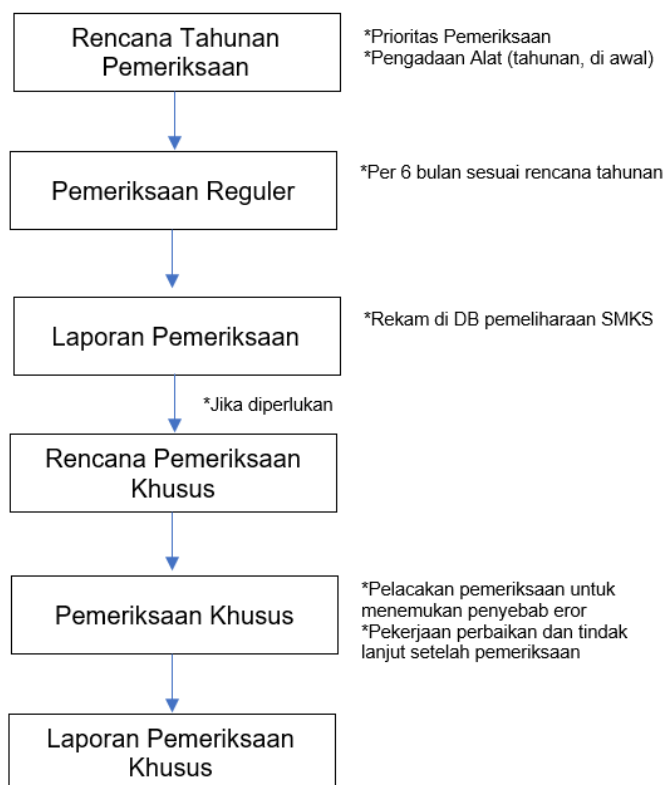 Rencana Tahunan
Pemeriksaan
*Prioritas Pemeriksaan
*Pengadaan Alat (tahunan, di awal)
Pemeriksaan Reguler
*Per 6 bulan sesuai rencana tahunan
Laporan Pemeriksaan
*Rekam di DB pemeliharaan SMKS
*Jika diperlukan
Rencana Pemeriksaan
Khusus
Pemeriksaan Khusus
*Pelacakan pemeriksaan untuk
menemukan penyebab eror
*Pekerjaan perbaikan dan tindak
lanjut setelah pemeriksaan
Laporan Pemeriksaan
Khusus